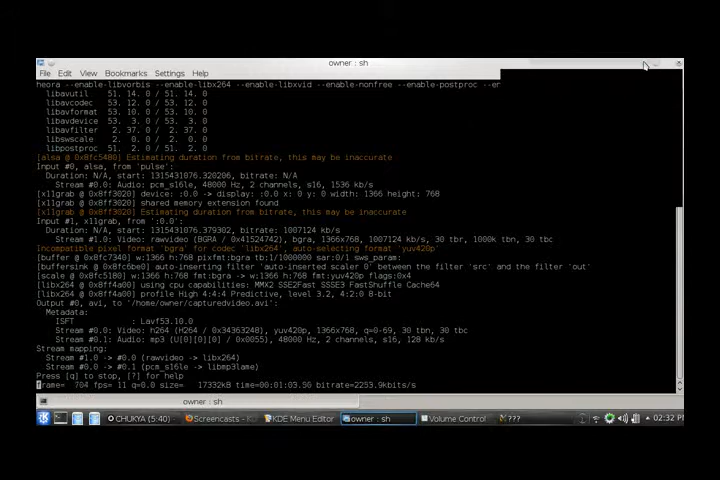 owner : sh
File Edit View Bookmarks Settings Help
heora --enable-libvorbis --enable-libx264 --enable-libxvid --enable-nonfree --enable-postproc --en
libavutil 51. 14. 0 / 51. 14. 0
libavcodec 53. 12. 0 / 53. 12. 0
libavformat 53. 10. 0 / 53. 10. 0
libavdevice 53. 3. 0 / 53. 3. 0
libavfilter 2. 37. 0 / 2. 37. 0
libswscale 2. 0. 0 / 2. 0. 0
libpostproc 51. 2. 0 / 51. 2. 0
[alsa @ 0x8fc5480] Estimating duration from bitrate, this may be inaccurate
Input #0, alsa, from 'pulse':
Duration: N/A, start: 1315431076.320206, bitrate: N/A
Stream #0.0: Audio: pcm_s16le, 48000 Hz, 2 channels, s16, 1536 kb/s
[x11grab @ 0x8ff3020] device: :0.0 -> display: :0.0 x: 0 y: 0 width: 1366 height: 768
[x11grab @ 0x8ff3020] shared memory extension found
[x11grab @ 0x8ff3020] Estimating duration from bitrate, this may be inaccurate
Input #1, x11grab, from ':0.0':
Duration: N/A, start: 1315431076.379302, bitrate: 1007124 kb/s
Stream #1.0: Video: rawvideo (BGRA / 0x41524742), bgra, 1366x768, 1007124 kb/s, 30 tbr, 1000k tbn, 30 tbc
Incompatible pixel format 'bgra' for codec 'libx264', auto-selecting format 'yuv420p'
[buffer @ 0x8fc7340] w:1366 h:768 pixfmt:bgra tb:1/1000000 sar:0/1 sws_param:
[buffersink @ 0x8fc6be0] auto-inserting filter 'auto-inserted scaler 0' between the filter 'src' and the filter 'out'
[scale @ 0x8fc5180] w:1366 h:768 fmt:bgra -> w:1366 h:768 fmt:yuv420p flags:0x4
[libx264 @ 0x8ff4a00] using cpu capabilities: MMX2 SSE2Fast SSSE3 FastShuffle Cache64
[libx264 @ 0x8ff4a00] profile High 4:4:4 Predictive, level 3.2, 4:2:0 8-bit
Output #0, avi, to '/home/owner/capturedvideo.avi':
Metadata:
ISFT : Lavf53.10.0
Stream #0.0: Video: h264 (H264 / 0x34363248), yuv420p, 1366x768, q=0-69, 30 tbn, 30 tbc
Stream #0.1: Audio: mp3 (U[0][0][0] / 0x0055), 48000 Hz, 2 channels, s16, 128 kb/s
Stream mapping:
Stream #1.0 -> #0.0 (rawvideo -> libx264)
Stream #0.0 -> #0.1 (pcm_s16le -> libmp3lame)
Press [q] to stop, [?] for help
frame= 704 fps= 11 q=0.0 size= 17332kB time=00:01:03.50 bitrate=2253.9kbits/s
owner : sh
CHUKYA (5:40) Screencasts - KDE Menu Editor owner : sh Volume Control ??? 02:32 PM